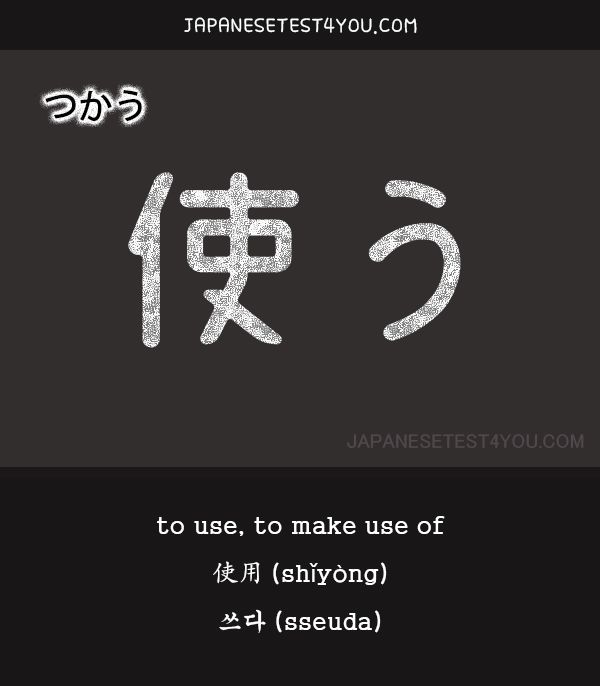 JAPANESETEST4YOU.COM
つかう
使う
JAPANESETEST4YOU.COM
to use, to make use of
使用 (shǐyòng)
쓰다 (sseuda)